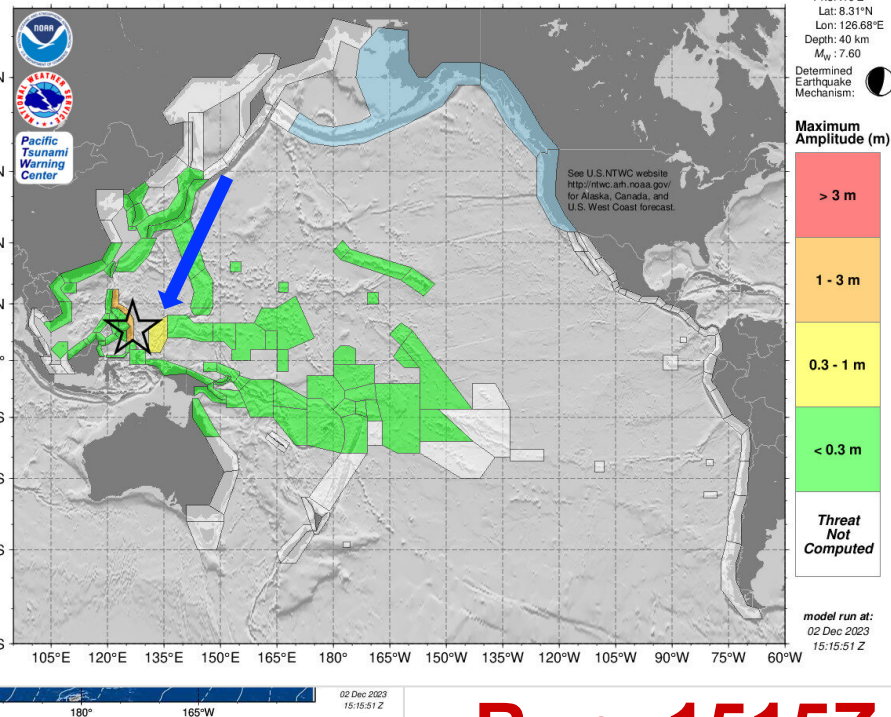 Lat: 8.31°N
Lon: 126.68°E
Depth: 40 km
Mw : 7.60
Determined
Earthquake
Mechanism:
NOAA
NATIONAL WEATHER SERVICE
Pacific
Tsunami
Warning
Center
See U.S.NTWC website
http://ntwc.arh.noaa.gov/
for Alaska, Canada, and
U.S. West Coast forecast.
Maximum
Amplitude (m)
> 3 m
1 - 3 m
0.3 - 1 m
< 0.3 m
Threat
Not
Computed
model run at:
02 Dec 2023
15:15:51 Z
105°E 120°E 135°E 150°E 165°E 180° 165°W 150°W 135°W 120°W 105°W 90°W 75°W 60°W
02 Dec 2023
15:15:51 Z
180° 165°W